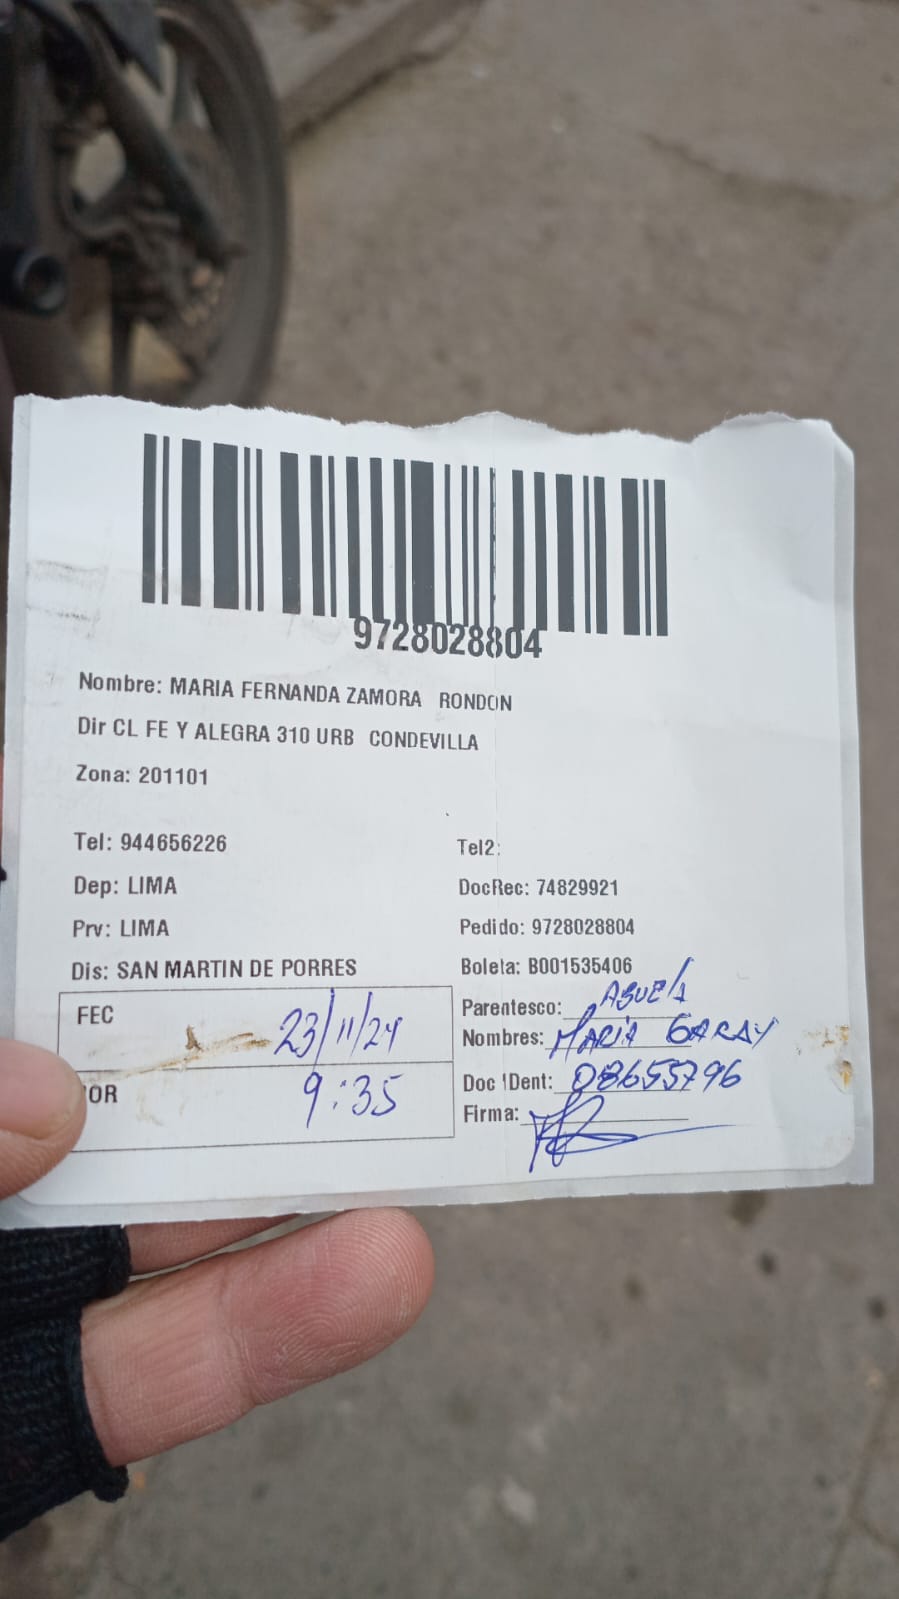 9728028804
Nombre: MARIA FERNANDA ZAMORA RONDON
Dir CL FE Y ALEGRA 310 URB CONDEVILLA
Zona: 201101
Tel: 944656226 Tel2:
Dep: LIMA DocRec: 74829921
Prv: LIMA Pedido: 9728028804
Dis: SAN MARTIN DE PORRES Boleta: B001535406
FEC 23/11/24 Parentesco: ABUELA
Nombres: MARIA GARAY
OR 9:35 Doc IDent: 08655796
Firma: